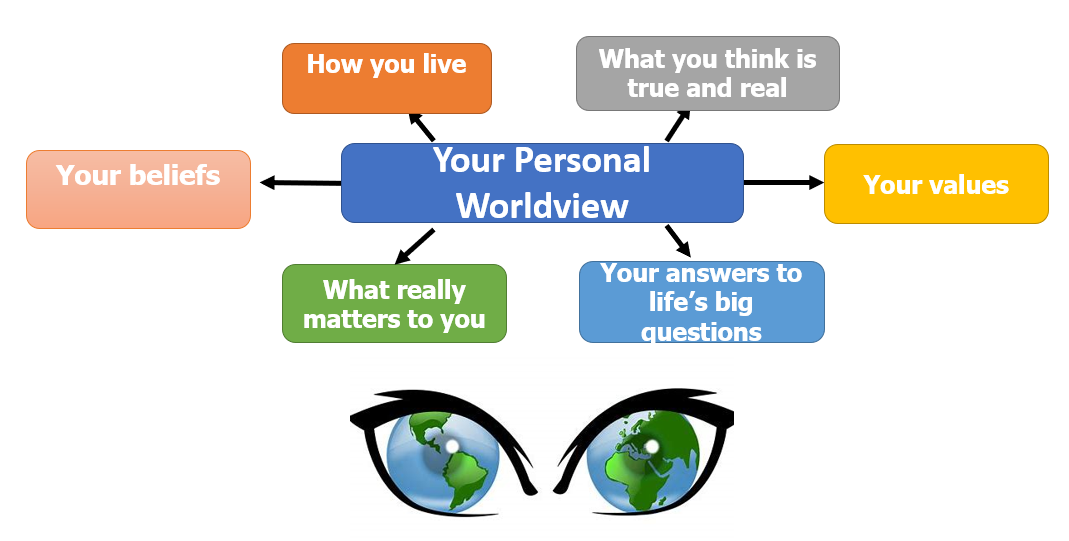 How you live
What you think is
true and real
Your Personal
Worldview
Your beliefs
Your values
What really
matters to you
Your answers to
life’s big
questions